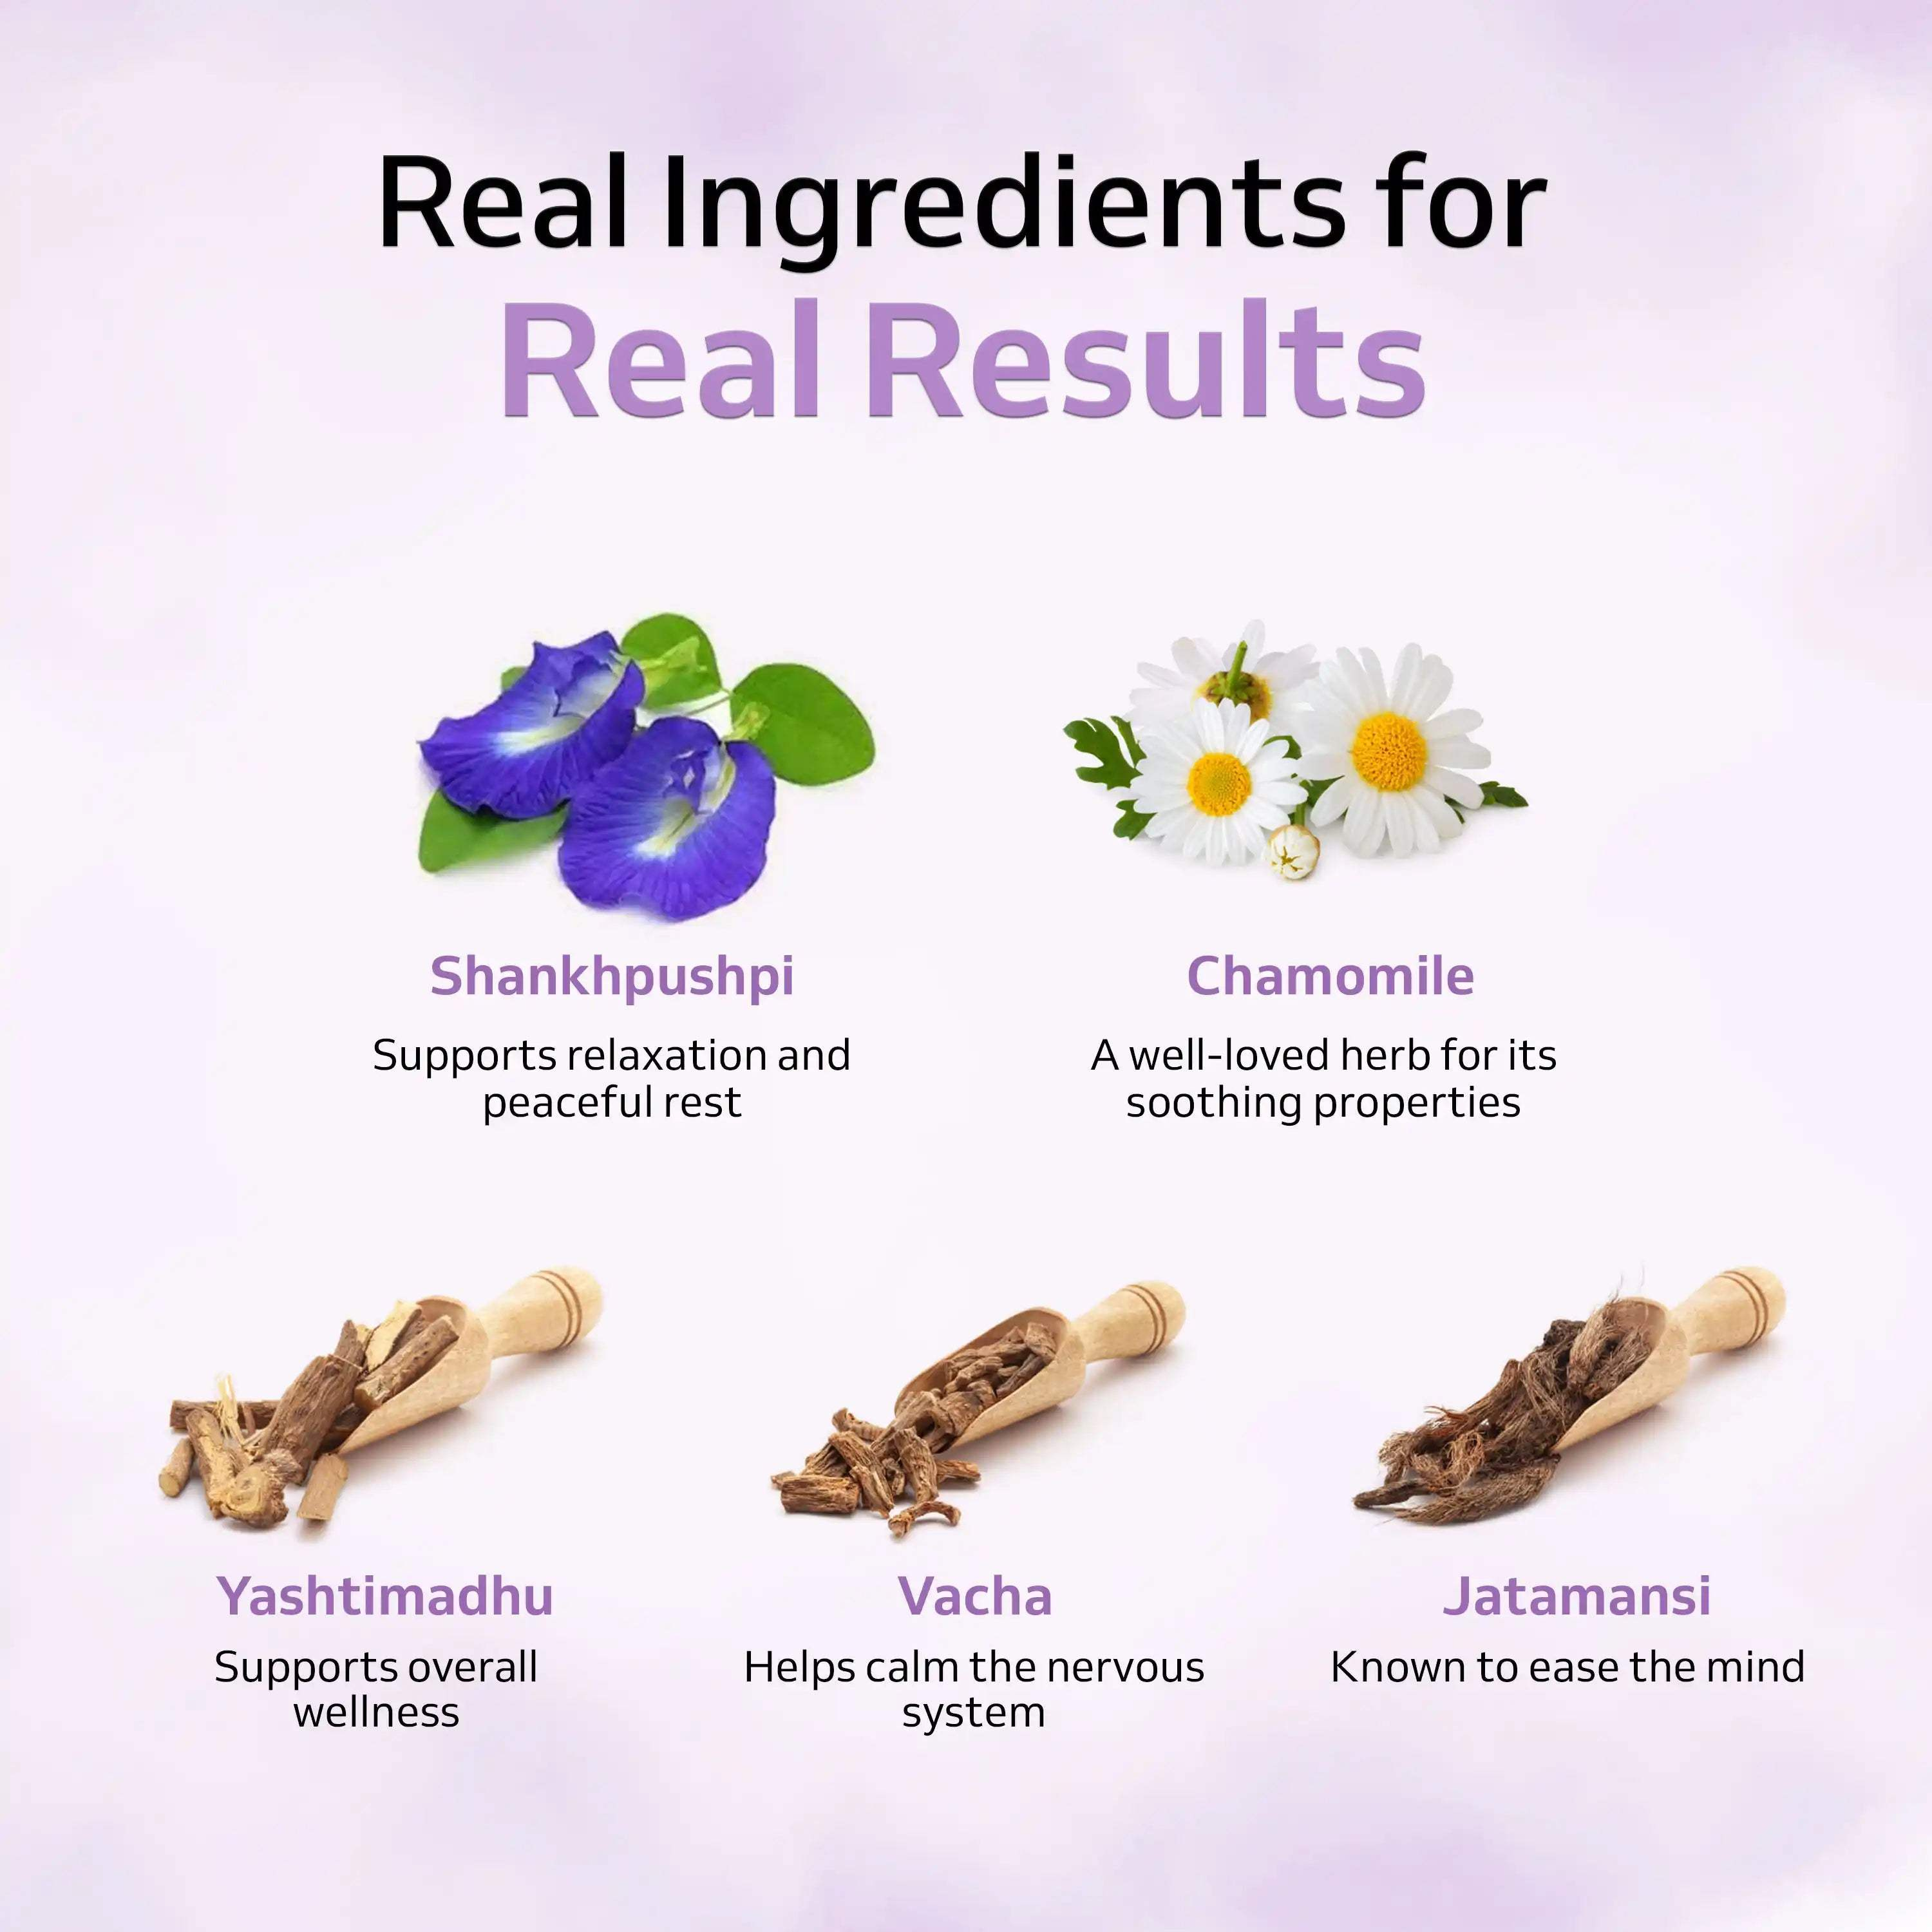 Real Ingredients for
Real Results
Shankhpushpi
Supports relaxation and
peaceful rest
Chamomile
A well-loved herb for its
soothing properties
Yashtimadhu
Supports overall
wellness
Vacha
Helps calm the nervous
system
Jatamansi
Known to ease the mind